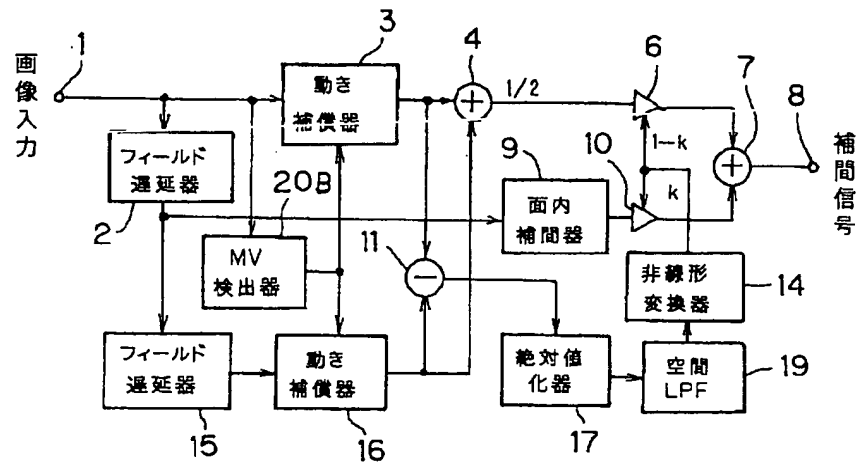 1
画像入力
3
動き
補償器
4
+
1/2
6
7
+
8
補間信号
フィールド
遅延器
2
20B
MV
検出器
11
−
9
面内
補間器
10
1−k
k
非線形
変換器
14
フィールド
遅延器
15
動き
補償器
16
絶対値
化器
17
空間
LPF
19